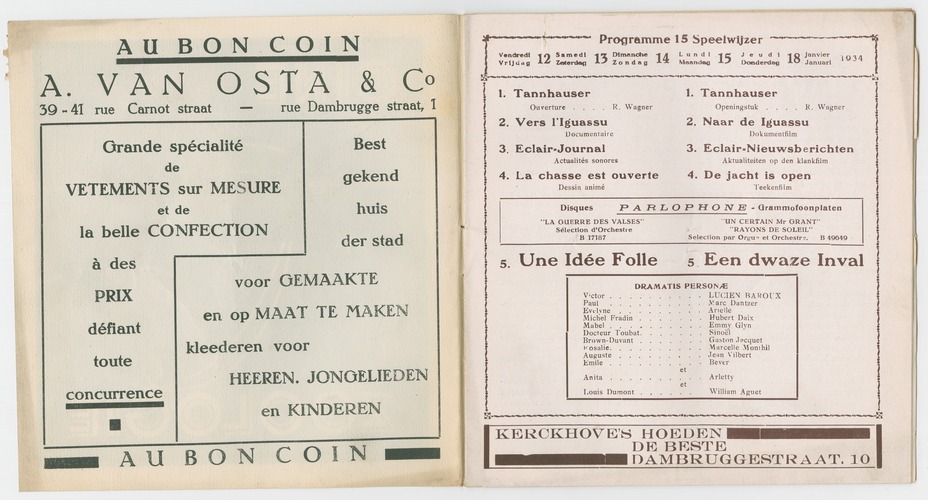 AU BON COIN
A. VAN OSTA & Co
39-41 rue Carnot straat — rue Dambrugge straat, 1
Grande spécialité
de
VETEMENTS sur MESURE
et de
la belle CONFECTION
à des
PRIX
défiant
toute
concurrence
Best
gekend
huis
der stad
voor GEMAAKTE
en op MAAT TE MAKEN
kleederen voor
HEEREN. JONGELIEDEN
en KINDEREN
AU BON COIN
Programme 15 Speelwijzer
Vendredi Vrijdag 12 Samedi Zaterdag 13 Dimanche Zondag 14 Lundi Maandag 15 Jeudi Donderdag 18 Janvier Januari 1934
1. Tannhauser
Ouverture . . . . R. Wagner
2. Vers l'Iguassu
Documentaire
3. Eclair-Journal
Actualités sonores
4. La chasse est ouverte
Dessin animé
1. Tannhauser
Openingstuk . . . R. Wagner
2. Naar de Iguassu
Dokumentfilm
3. Eclair-Nieuwsberichten
Aktualiteiten op den klankfilm
4. De jacht is open
Teekenfilm
Disques PARLOPHONE - Grammofoonplaten
"LA GUERRE DES VALSES"
Sélection d'Orchestre
B 17187
"UN CERTAIN Mr GRANT"
"RAYONS DE SOLEIL"
Selection par Orgue et Orchestre. B 49649
5. Une Idée Folle
5 Een dwaze Inval
DRAMATIS PERSONÆ
Victor . . . . . . . . . LUCIEN BAROUX
Paul . . . . . . . . . Marc Dantzer
Evelyne . . . . . . . . . Arielle
Michel Fradin . . . . . . . Hubert Daix
Mabel . . . . . . . . . Emmy Glyn
Docteur Toubat. . . . . . . Sinoël
Brown-Duvant . . . . . . . Gaston Jacquet
Rosalie. . . . . . . . . Marcelle Monthil
Auguste . . . . . . . . . Jean Vilbert
Emile . . . . . . . . . Bever
et
Anita . . . . . . . . . Arletty
et
Louis Dumont . . . . . . . William Aguet
KERCKHOVE'S HOEDEN
DE BESTE
DAMBRUGGESTRAAT. 10